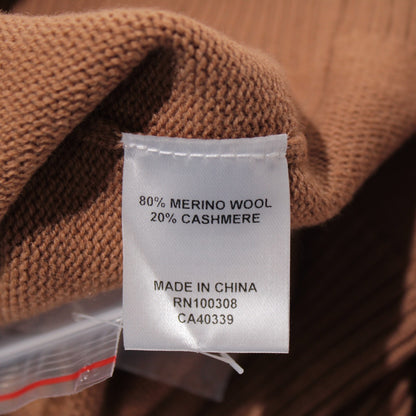 80% MERINO WOOL
20% CASHMERE
MADE IN CHINA
RN100308
CA40339